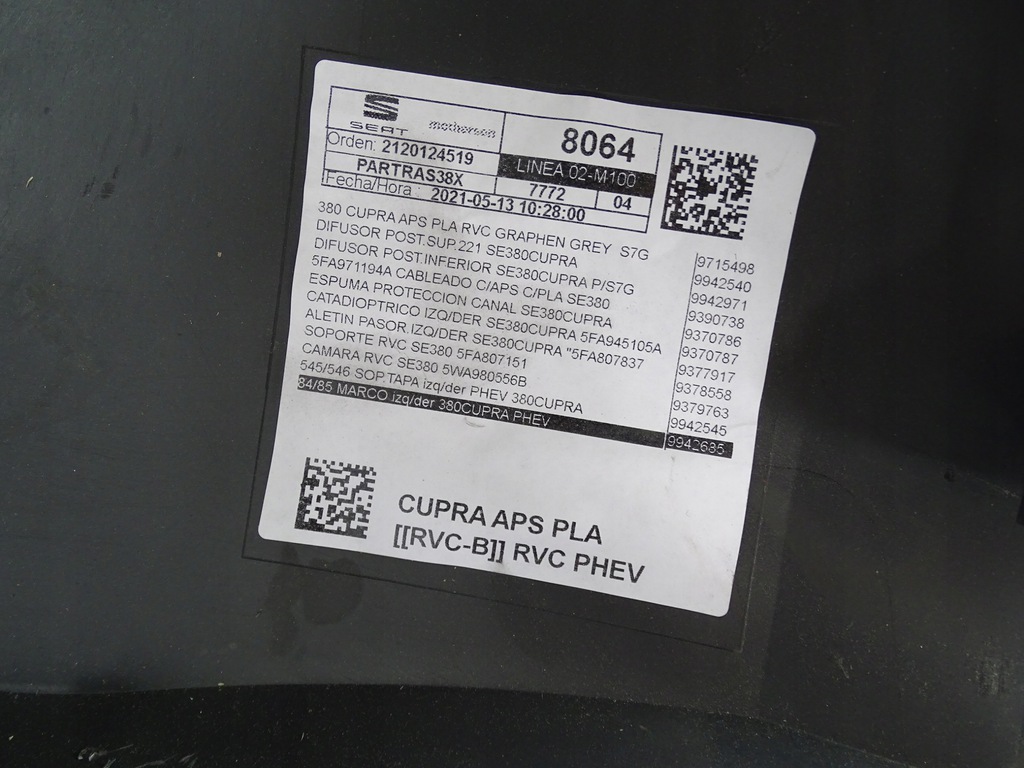 SEAT motherson
8064
Orden: 2120124519
LINEA 02-M100
PARTRAS38X
7772 04
Fecha/Hora : 2021-05-13 10:28:00
380 CUPRA APS PLA RVC GRAPHEN GREY S7G 9715498
DIFUSOR POST.SUP.221 SE380CUPRA 9942540
DIFUSOR POST.INFERIOR SE380CUPRA P/S7G 9942971
5FA971194A CABLEADO C/APS C/PLA SE380 9390738
ESPUMA PROTECCION CANAL SE380CUPRA 9370786
CATADIOPTRICO IZQ/DER SE380CUPRA 5FA945105A 9370787
ALETIN PASOR.IZQ/DER SE380CUPRA "5FA807837 9377917
SOPORTE RVC SE380 5FA807151 9378558
CAMARA RVC SE380 5WA980556B 9379763
545/546 SOP.TAPA izq/der PHEV 380CUPRA 9942545
84/85 MARCO izq/der 380CUPRA PHEV 9942685
CUPRA APS PLA
[[RVC-B]] RVC PHEV